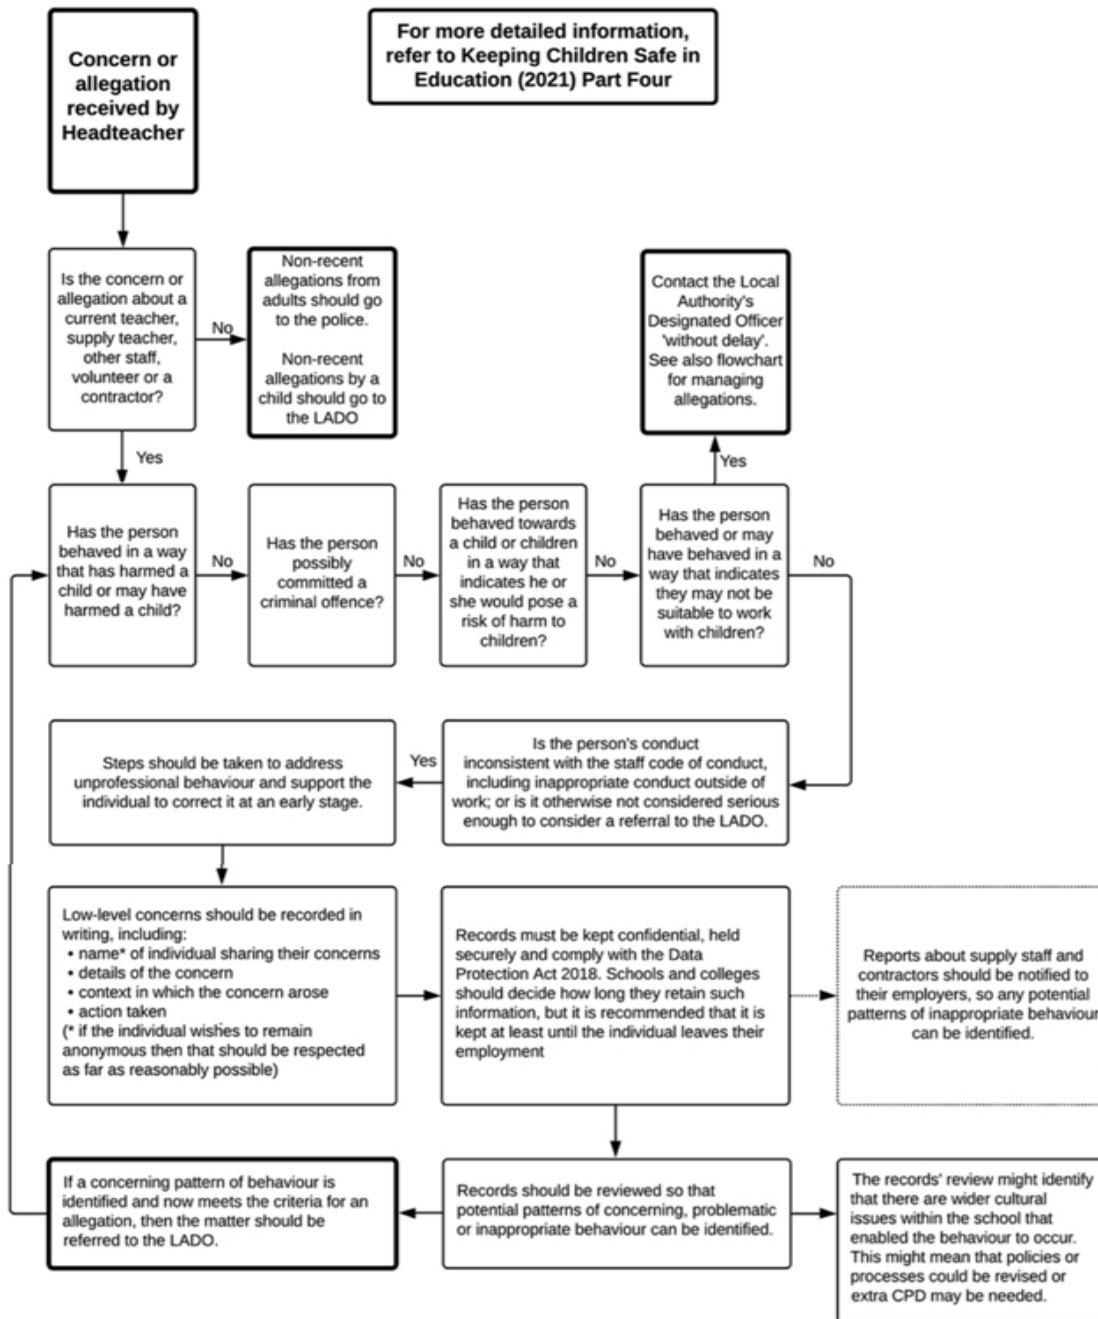 Concern or
allegation
received by
Headteacher
For more detailed information,
refer to Keeping Children Safe in
Education (2021) Part Four
Is the concern or
allegation about a
current teacher,
supply teacher,
other staff,
volunteer or a
contractor?
No
Non-recent
allegations from
adults should go
to the police.
Non-recent
allegations by a
child should go to
the LADO
Contact the Local
Authority's
Designated Officer
'without delay'.
See also flowchart
for managing
allegations.
Yes
Yes
Has the person
behaved in a way
that has harmed a
child or may have
harmed a child?
No
Has the person
possibly
committed a
criminal offence?
No
Has the person
behaved towards
a child or children
in a way that
indicates he or
she would pose a
risk of harm to
children?
No
Has the person
behaved or may
have behaved in a
way that indicates
they may not be
suitable to work
with children?
No
Steps should be taken to address
unprofessional behaviour and support the
individual to correct it at an early stage.
Yes
Is the person's conduct
inconsistent with the staff code of conduct,
including inappropriate conduct outside of
work; or is it otherwise not considered serious
enough to consider a referral to the LADO.
Low-level concerns should be recorded in
writing, including:
• name* of individual sharing their concerns
• details of the concern
• context in which the concern arose
• action taken
(* if the individual wishes to remain
anonymous then that should be respected
as far as reasonably possible)
Records must be kept confidential, held
securely and comply with the Data
Protection Act 2018. Schools and colleges
should decide how long they retain such
information, but it is recommended that it is
kept at least until the individual leaves their
employment
Reports about supply staff and
contractors should be notified to
their employers, so any potential
patterns of inappropriate behaviour
can be identified.
If a concerning pattern of behaviour is
identified and now meets the criteria for an
allegation, then the matter should be
referred to the LADO.
Records should be reviewed so that
potential patterns of concerning, problematic
or inappropriate behaviour can be identified.
The records' review might identify
that there are wider cultural
issues within the school that
enabled the behaviour to occur.
This might mean that policies or
processes could be revised or
extra CPD may be needed.